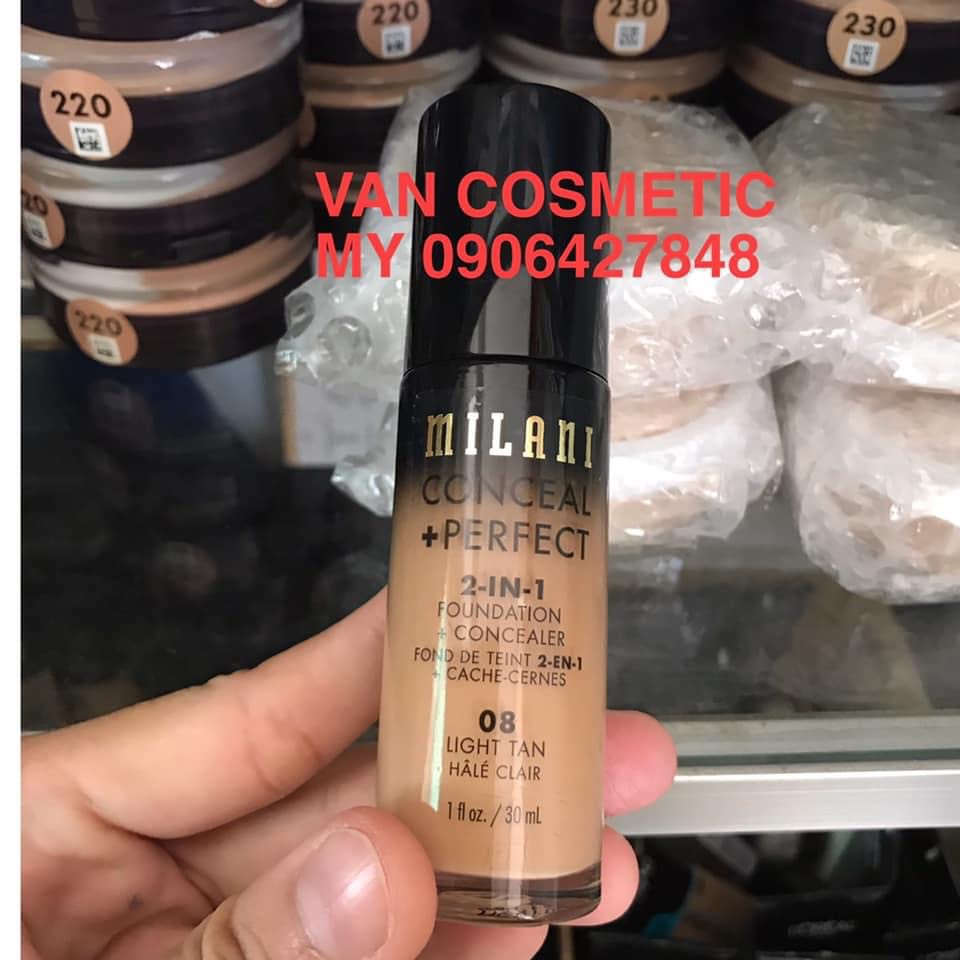 220
230
230
220
20
220
VAN COSMETIC
MY 0906427848
MILANI
CONCEAL
+PERFECT
2-IN-1
FOUNDATION
+ CONCEALER
FOND DE TEINT 2-EN-1
+ CACHE-CERNES
08
LIGHT TAN
HÂLÉ CLAIR
1 fl oz. / 30 mL